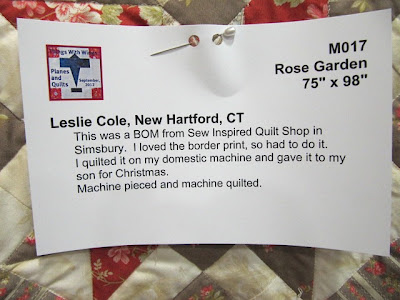 Wings With Wings
Planes and
Quilts
September,
2017
M017
Rose Garden
75" x 98"
Leslie Cole, New Hartford, CT
This was a BOM from Sew Inspired Quilt Shop in
Simsbury. I loved the border print, so had to do it.
I quilted it on my domestic machine and gave it to my
son for Christmas.
Machine pieced and machine quilted.